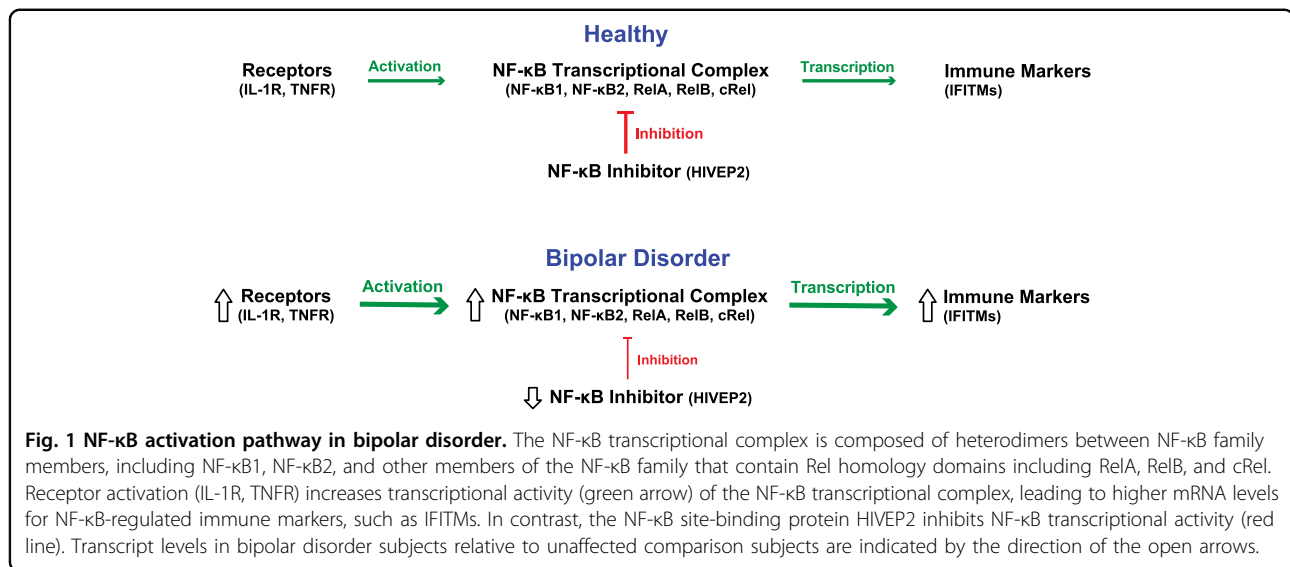 Healthy
Receptors
(IL-1R, TNFR)
Activation
NF-κB Transcriptional Complex
(NF-κB1, NF-κB2, RelA, RelB, cRel)
Transcription
Immune Markers
(IFITMs)
Inhibition
NF-κB Inhibitor (HIVEP2)
Bipolar Disorder
Receptors
(IL-1R, TNFR)
Activation
NF-κB Transcriptional Complex
(NF-κB1, NF-κB2, RelA, RelB, cRel)
Transcription
Immune Markers
(IFITMs)
Inhibition
NF-κB Inhibitor (HIVEP2)
Fig. 1 NF-κB activation pathway in bipolar disorder. The NF-κB transcriptional complex is composed of heterodimers between NF-κB family
members, including NF-κB1, NF-κB2, and other members of the NF-κB family that contain Rel homology domains including RelA, RelB, and cRel.
Receptor activation (IL-1R, TNFR) increases transcriptional activity (green arrow) of the NF-κB transcriptional complex, leading to higher mRNA levels
for NF-κB-regulated immune markers, such as IFITMs. In contrast, the NF-κB site-binding protein HIVEP2 inhibits NF-κB transcriptional activity (red
line). Transcript levels in bipolar disorder subjects relative to unaffected comparison subjects are indicated by the direction of the open arrows.